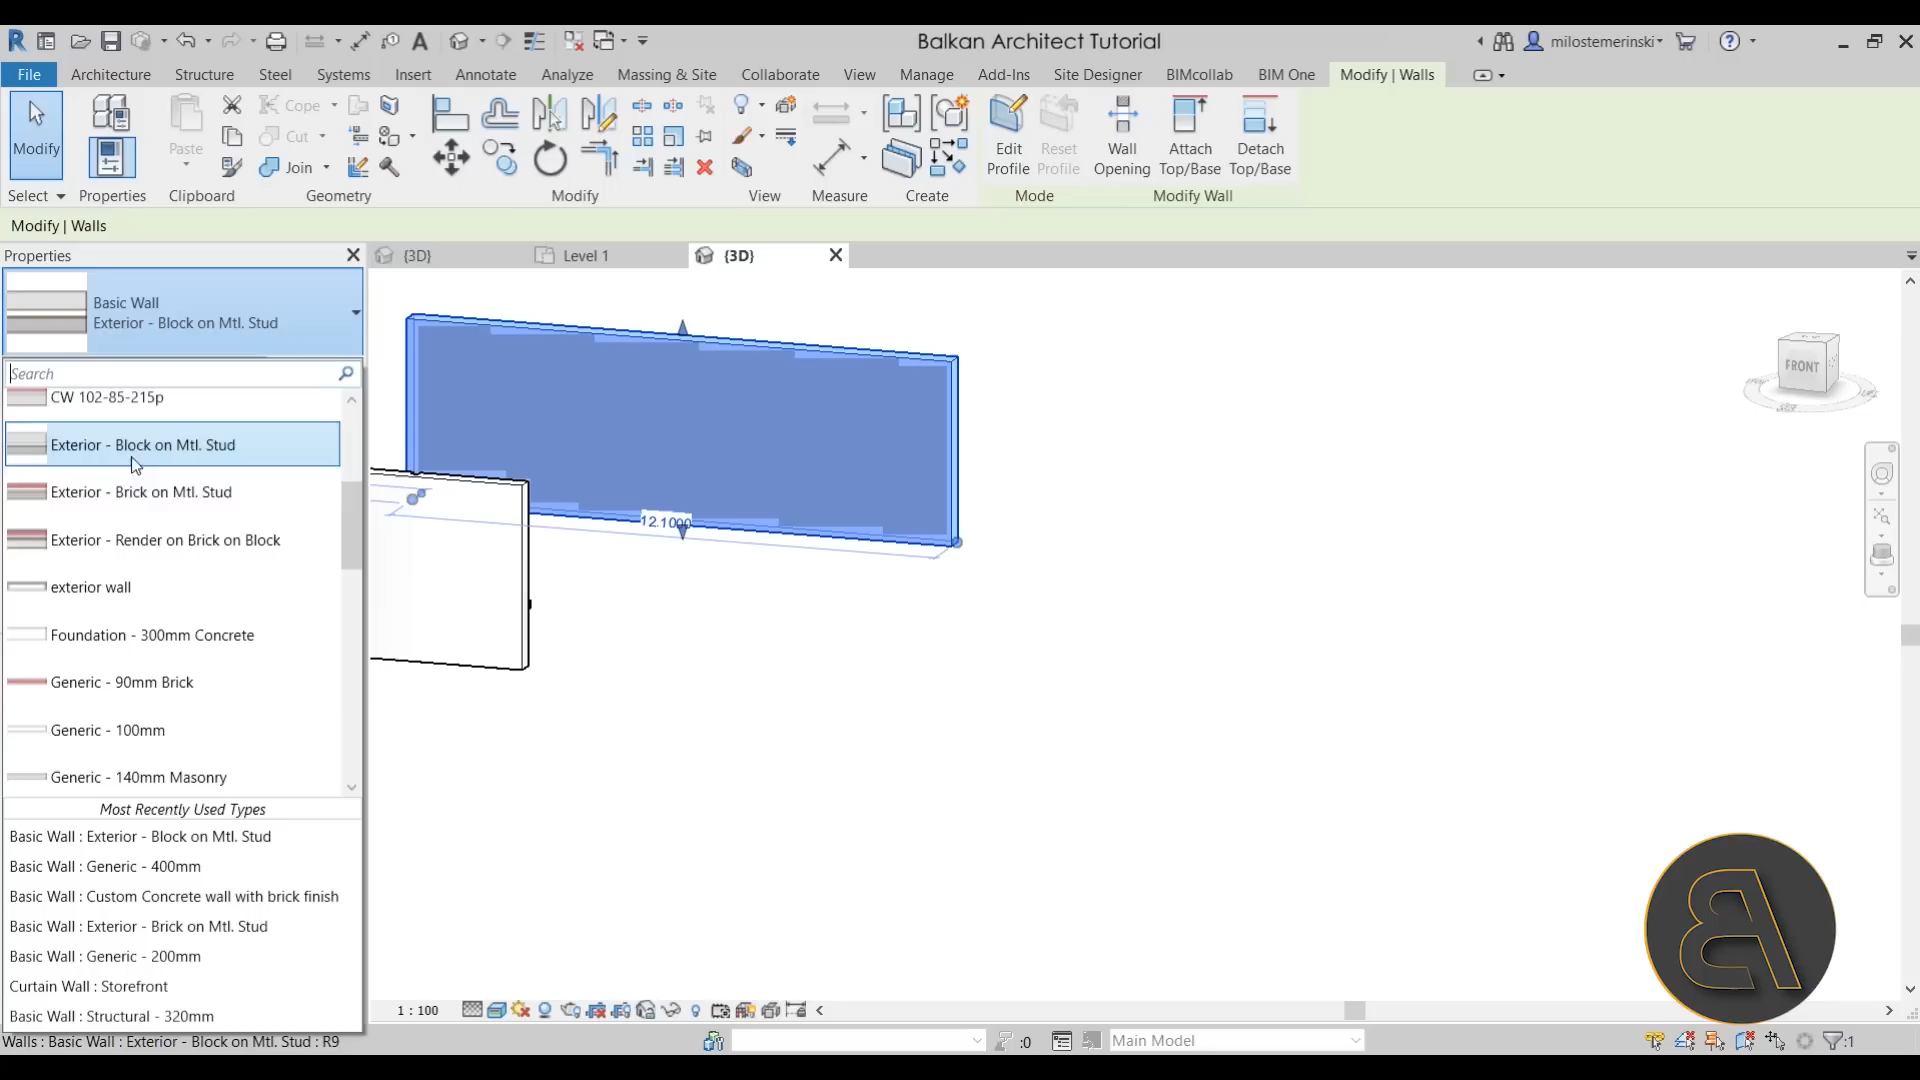 Balkan Architect Tutorial
milostemerinski
File Architecture Structure Steel Systems Insert Annotate Analyze Massing & Site Collaborate View Manage Add-Ins Site Designer BIMcollab BIM One Modify | Walls
Modify
Paste
Cope
Cut
Join
Edit Profile
Reset Profile
Wall Opening
Attach Top/Base
Detach Top/Base
Select Properties Clipboard Geometry Modify View Measure Create Mode Modify Wall
Modify | Walls
Properties
{3D}
Level 1
{3D}
Basic Wall
Exterior - Block on Mtl. Stud
Search
CW 102-85-215p
Exterior - Block on Mtl. Stud
Exterior - Brick on Mtl. Stud
Exterior - Render on Brick on Block
exterior wall
Foundation - 300mm Concrete
Generic - 90mm Brick
Generic - 100mm
Generic - 140mm Masonry
Most Recently Used Types
Basic Wall : Exterior - Block on Mtl. Stud
Basic Wall : Generic - 400mm
Basic Wall : Custom Concrete wall with brick finish
Basic Wall : Exterior - Brick on Mtl. Stud
Basic Wall : Generic - 200mm
Curtain Wall : Storefront
Basic Wall : Structural - 320mm
12.1000
FRONT
1 : 100
Walls : Basic Wall : Exterior - Block on Mtl. Stud : R9
:0
Main Model
:1